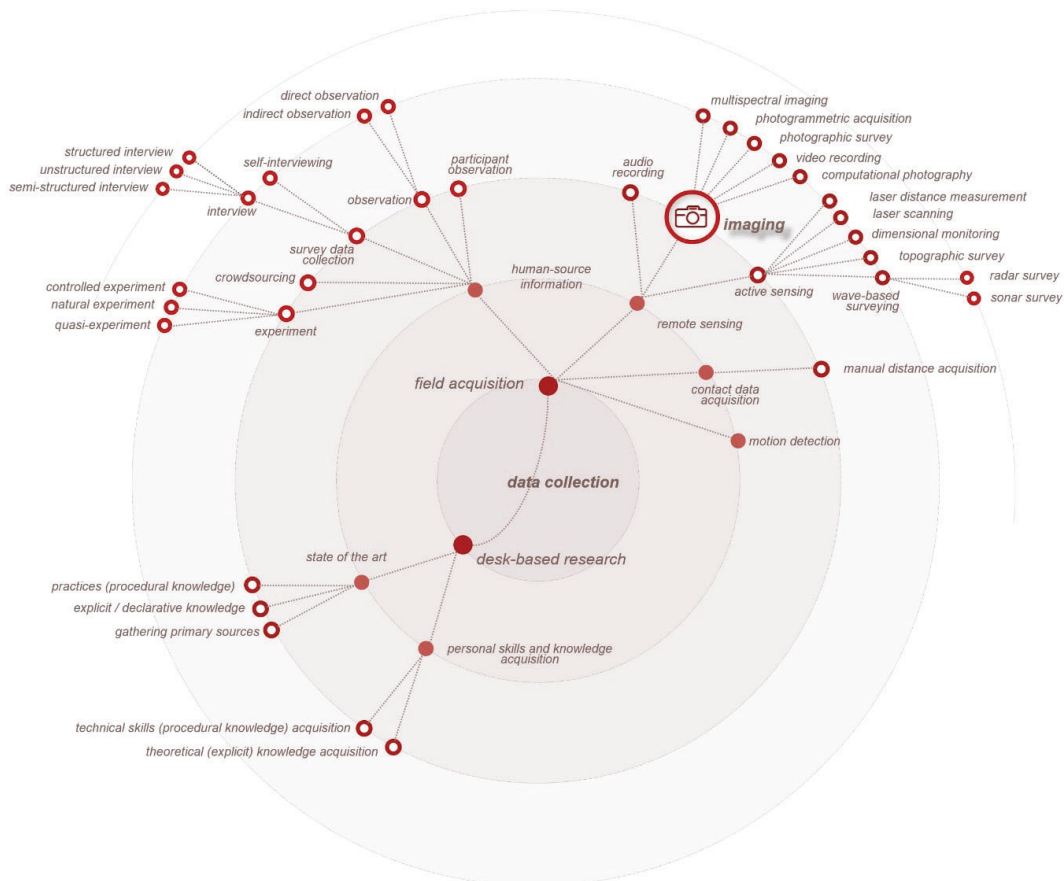 direct observation
indirect observation
structured interview
unstructured interview
semi-structured interview
self-interviewing
interview
participant
observation
observation
survey data
collection
crowdsourcing
controlled experiment
natural experiment
quasi-experiment
experiment
human-source
information
audio
recording
multispectral imaging
photogrammetric acquisition
photographic survey
video recording
computational photography
imaging
laser distance measurement
laser scanning
dimensional monitoring
topographic survey
active sensing
wave-based
surveying
radar survey
sonar survey
remote sensing
field acquisition
contact data
acquisition
manual distance acquisition
motion detection
data collection
desk-based research
state of the art
practices (procedural knowledge)
explicit / declarative knowledge
gathering primary sources
personal skills and knowledge
acquisition
technical skills (procedural knowledge) acquisition
theoretical (explicit) knowledge acquisition